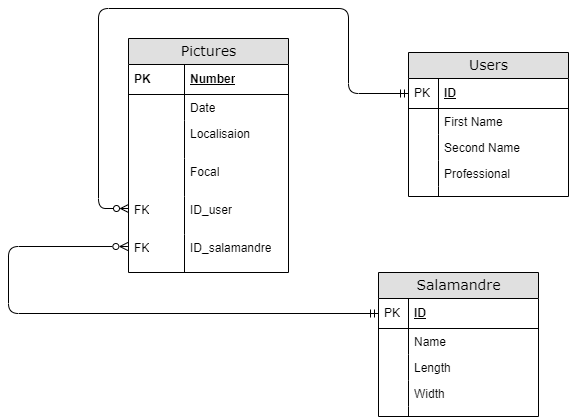 Pictures
PK Number
Date
Localisaion
Focal
FK ID_user
FK ID_salamandre
Users
PK ID
First Name
Second Name
Professional
Salamandre
PK ID
Name
Length
Width